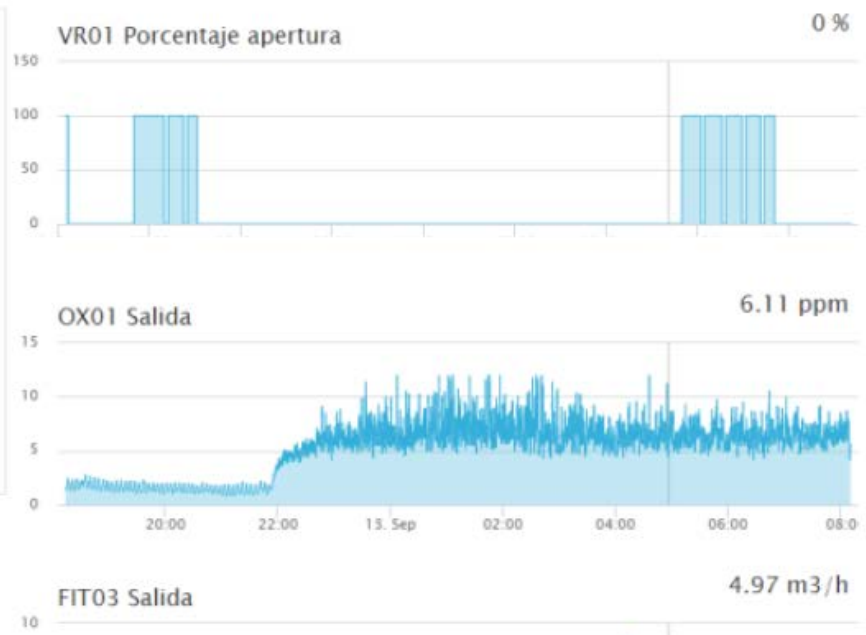 VR01 Porcentaje apertura
0 %
150
100
50
0
OX01 Salida
6.11 ppm
15
10
5
0
20:00
22:00
13. Sep
02:00
04:00
06:00
08:0
FIT03 Salida
4.97 m3/h
10